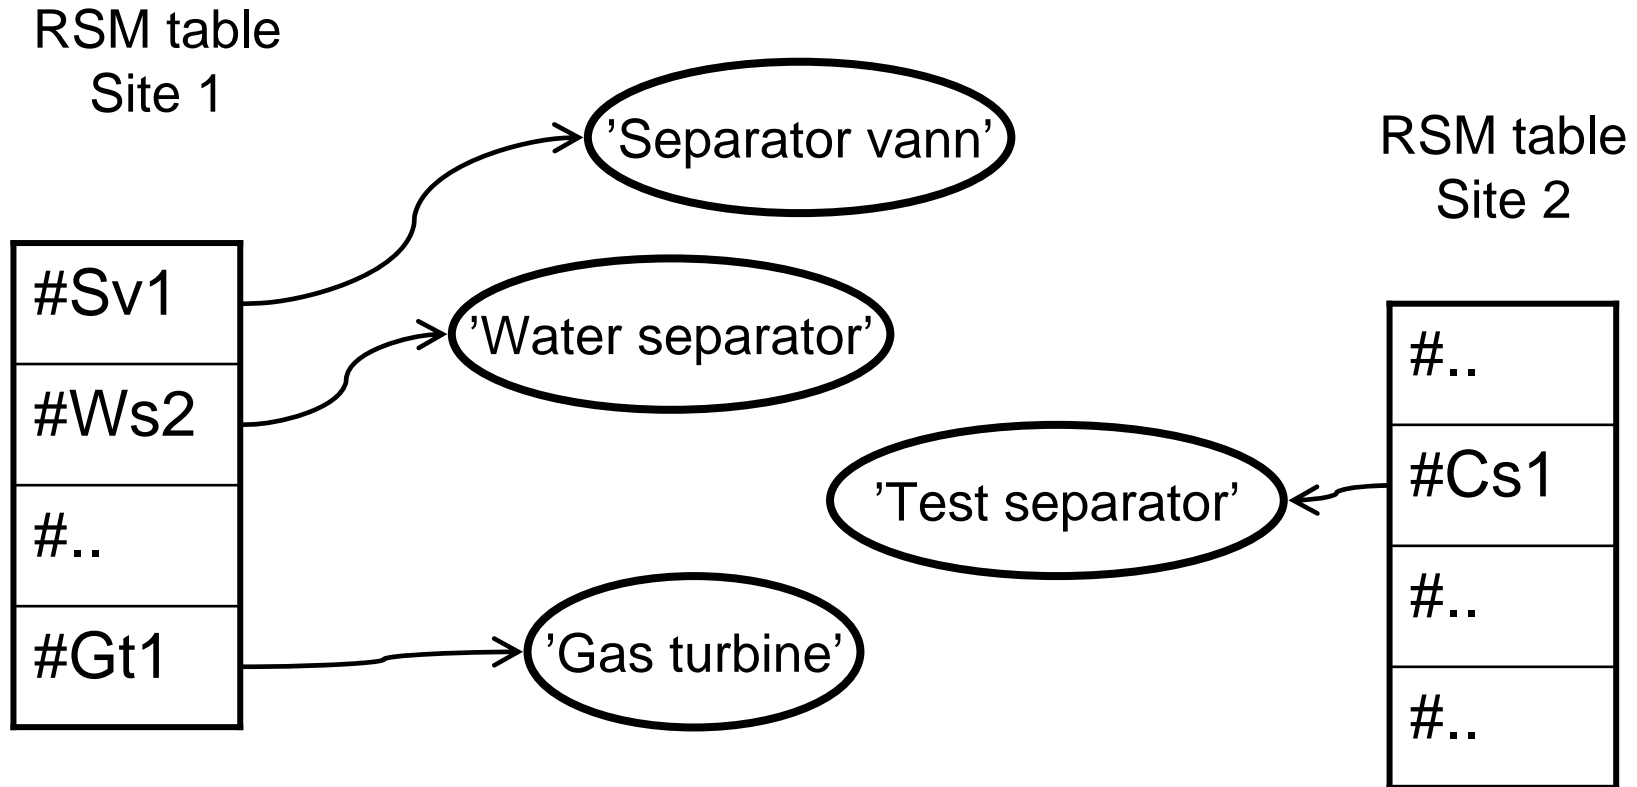 RSM table
Site 1
#Sv1
#Ws2
#..
#Gt1
’Separator vann’
’Water separator’
’Test separator’
’Gas turbine’
RSM table
Site 2
#..
#Cs1
#..
#..